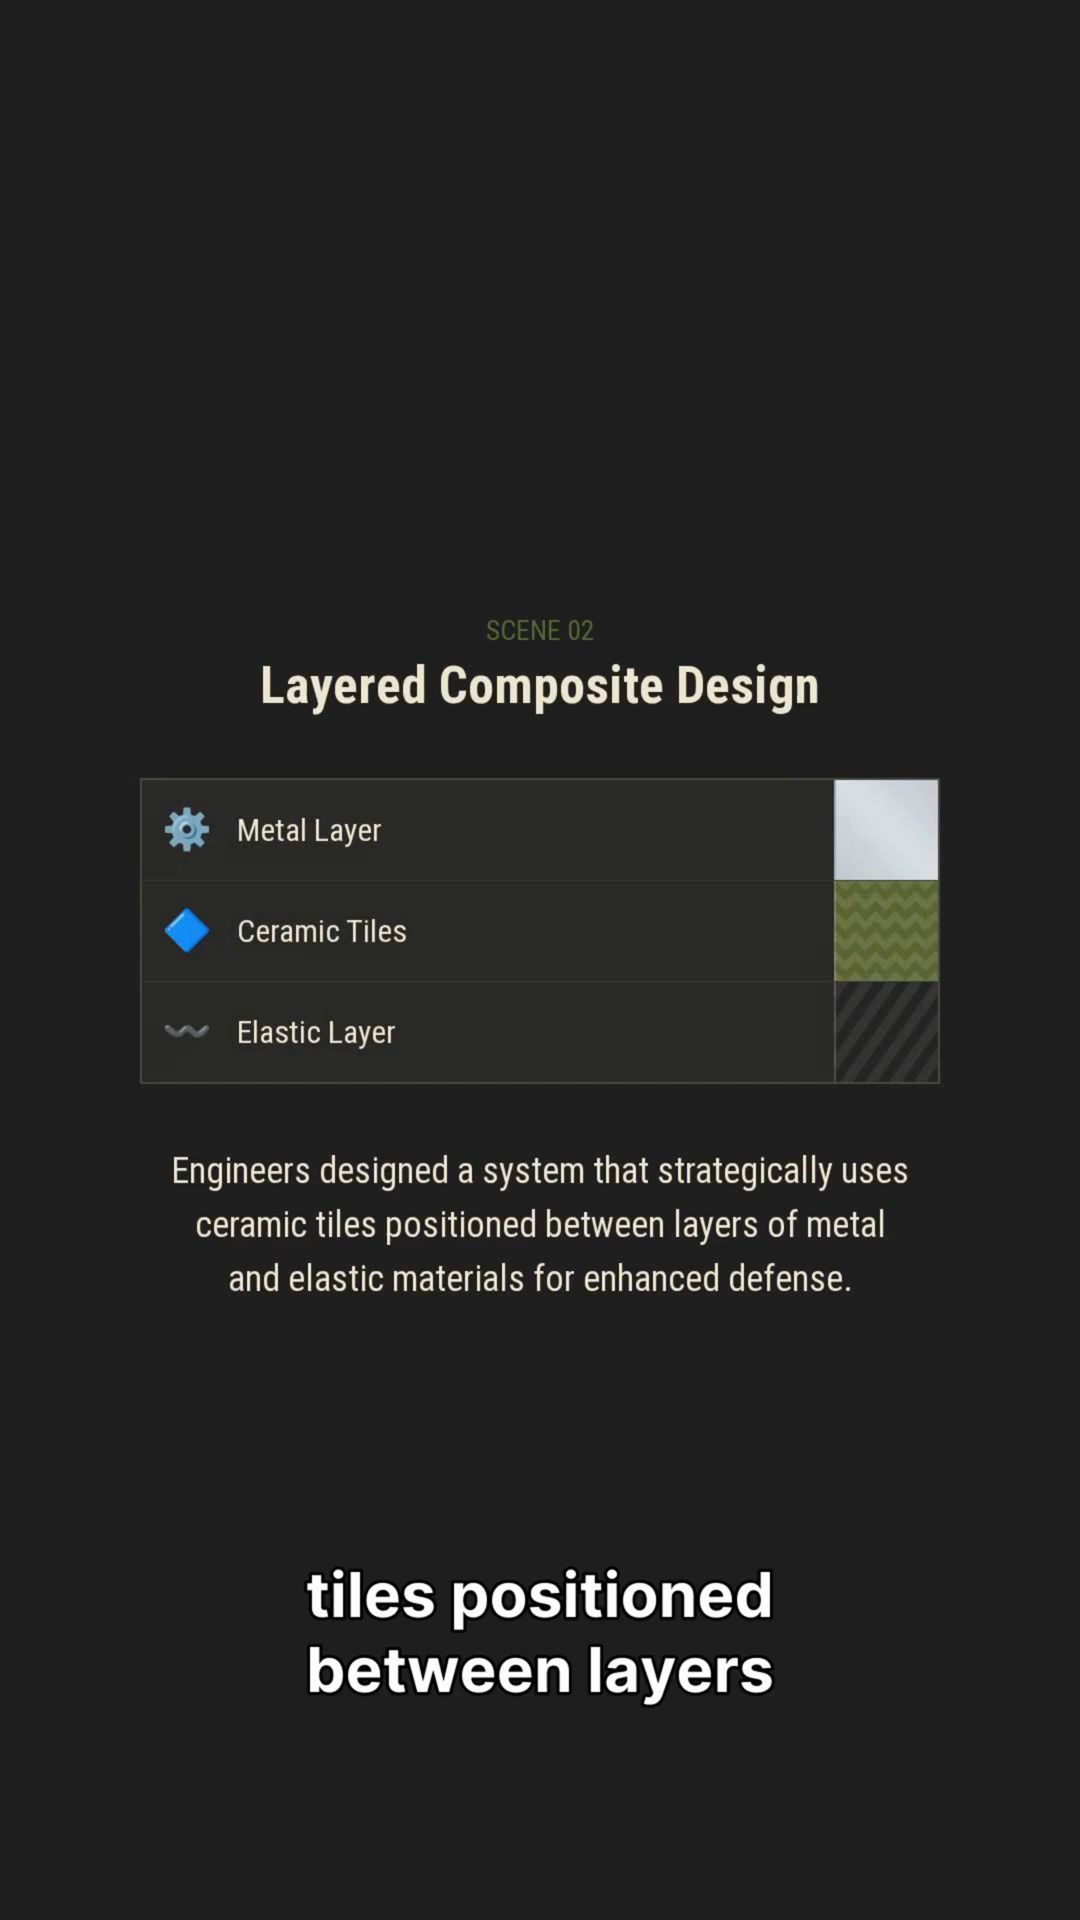 SCENE 02
Layered Composite Design
Metal Layer
Ceramic Tiles
Elastic Layer
Engineers designed a system that strategically uses
ceramic tiles positioned between layers of metal
and elastic materials for enhanced defense.
tiles positioned
between layers